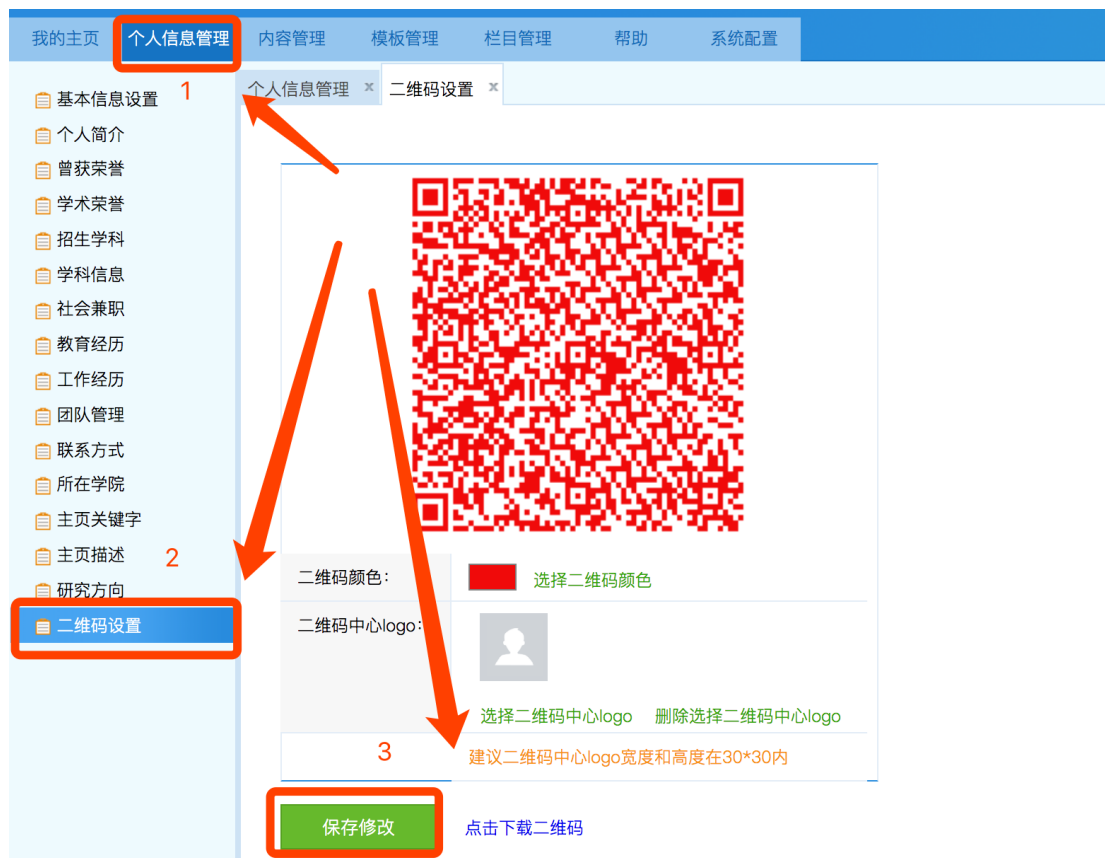 我的主页 个人信息管理 内容管理 模板管理 栏目管理 帮助 系统配置
个人信息管理 x 二维码设置 x
1
基本信息设置
个人简介
曾获荣誉
学术荣誉
招生学科
学科信息
社会兼职
教育经历
工作经历
团队管理
联系方式
所在学院
主页关键字
主页描述
2
研究方向
二维码设置
二维码颜色: 选择二维码颜色
二维码中心logo:
选择二维码中心logo 删除选择二维码中心logo
3
建议二维码中心logo宽度和高度在30*30内
保存修改 点击下载二维码